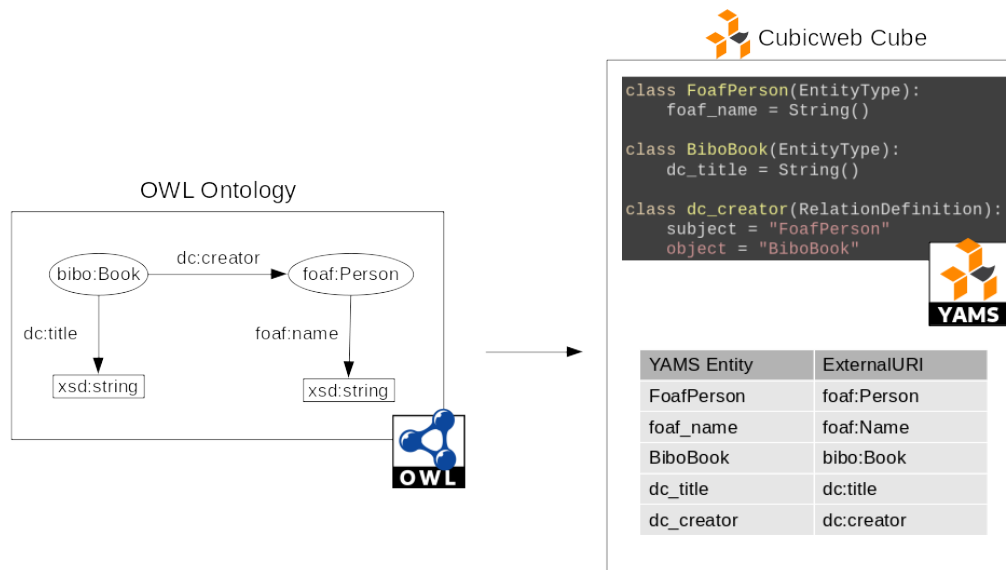 Cubicweb Cube
class FoafPerson(EntityType):
    foaf_name = String()
class BiboBook(EntityType):
    dc_title = String()
class dc_creator(RelationDefinition):
    subject = "FoafPerson"
    object = "BiboBook"
YAMS
OWL Ontology
bibo:Book
dc:creator
foaf:Person
dc:title
foaf:name
xsd:string
xsd:string
OWL
YAMS Entity ExternalURI
FoafPerson foaf:Person
foaf_name foaf:Name
BiboBook bibo:Book
dc_title dc:title
dc_creator dc:creator